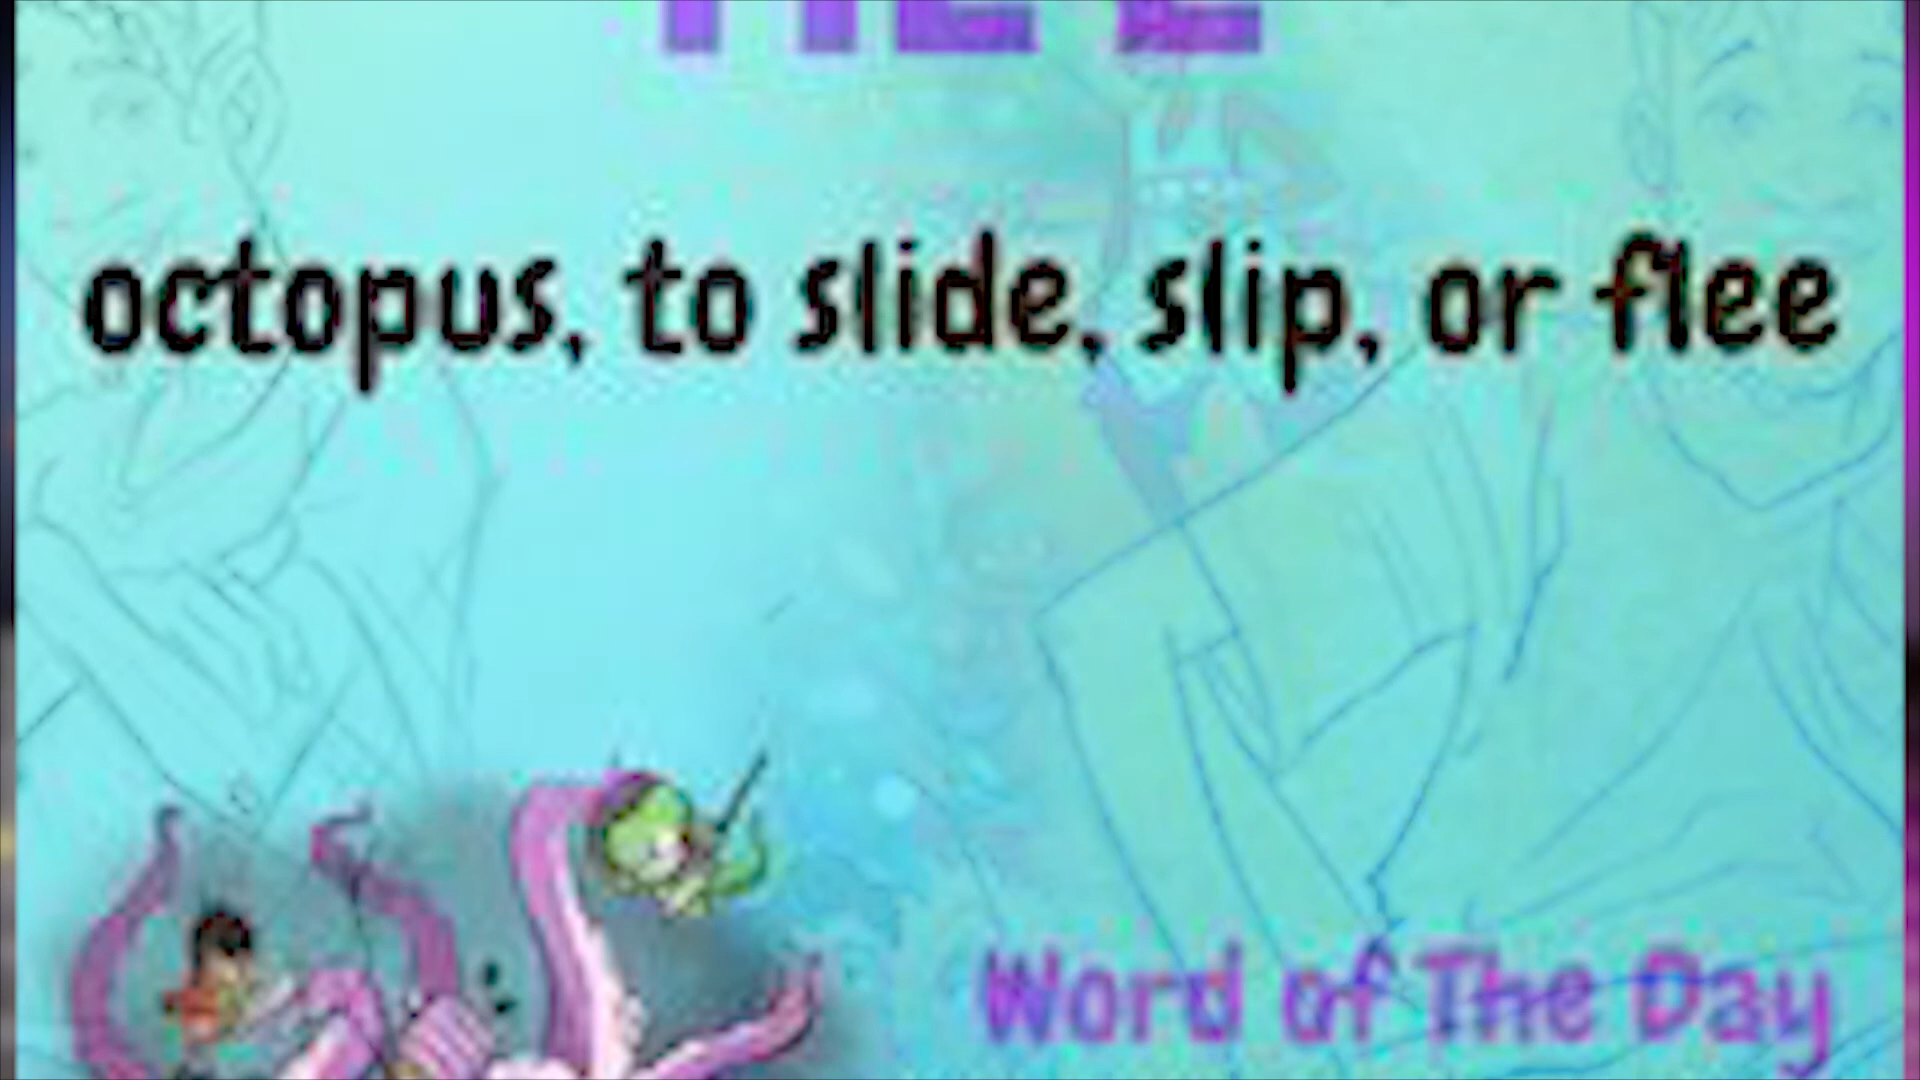 octopus, to slide, slip, or flee
Word of The Day